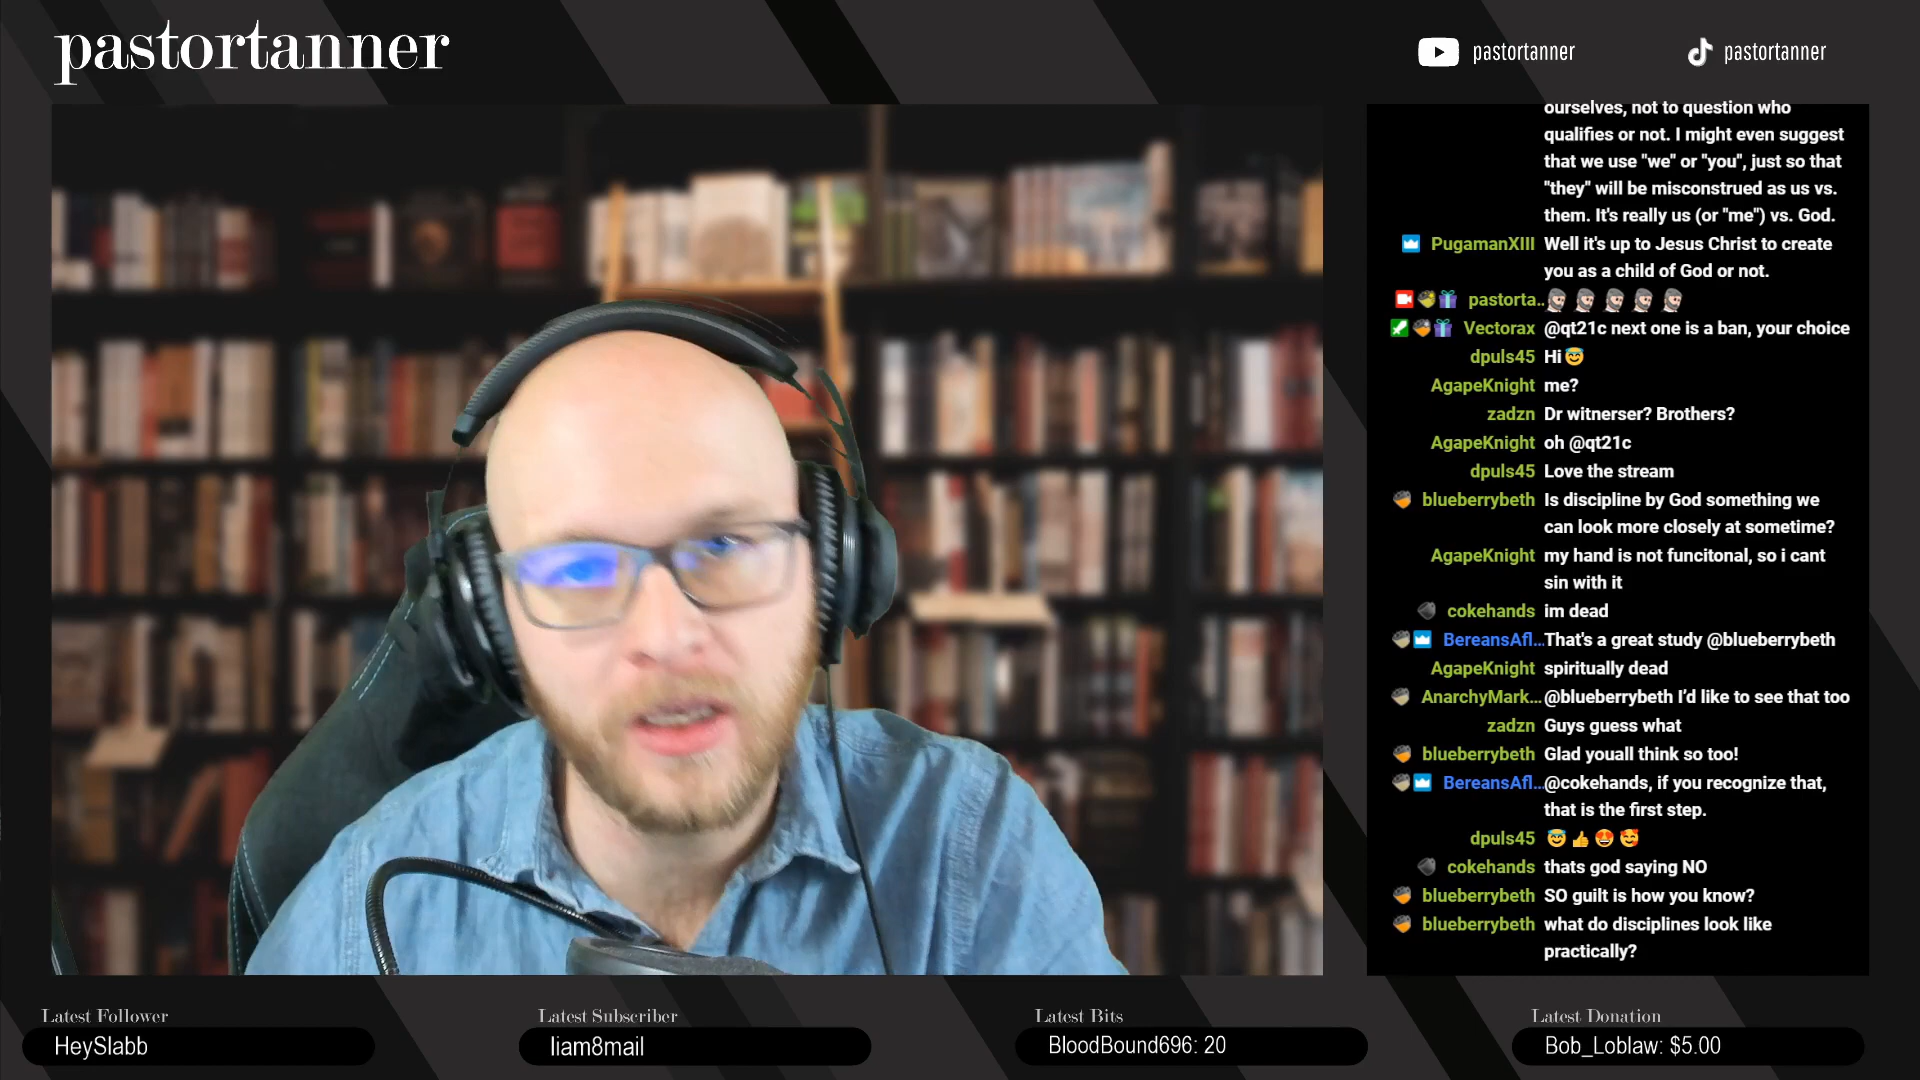 pastortanner
pastortanner
pastortanner
ourselves, not to question who
qualifies or not. I might even suggest
that we use "we" or "you", just so that
"they" will be misconstrued as us vs.
them. It's really us (or "me") vs. God.
PugamanXIII Well it's up to Jesus Christ to create
you as a child of God or not.
pastorta..
Vectorax @qt21c next one is a ban, your choice
dpuls45 Hi
AgapeKnight me?
zadzn Dr witnerser? Brothers?
AgapeKnight oh @qt21c
dpuls45 Love the stream
blueberrybeth Is discipline by God something we
can look more closely at sometime?
AgapeKnight my hand is not funcitonal, so i cant
sin with it
cokehands im dead
BereansAfl... That's a great study @blueberrybeth
AgapeKnight spiritually dead
AnarchyMark... @blueberrybeth I'd like to see that too
zadzn Guys guess what
blueberrybeth Glad youall think so too!
BereansAfl... @cokehands, if you recognize that,
that is the first step.
dpuls45
cokehands thats god saying NO
blueberrybeth SO guilt is how you know?
blueberrybeth what do disciplines look like
practically?
Latest Follower
HeySlabb
Latest Subscriber
liam8mail
Latest Bits
BloodBound696: 20
Latest Donation
Bob_Loblaw: $5.00